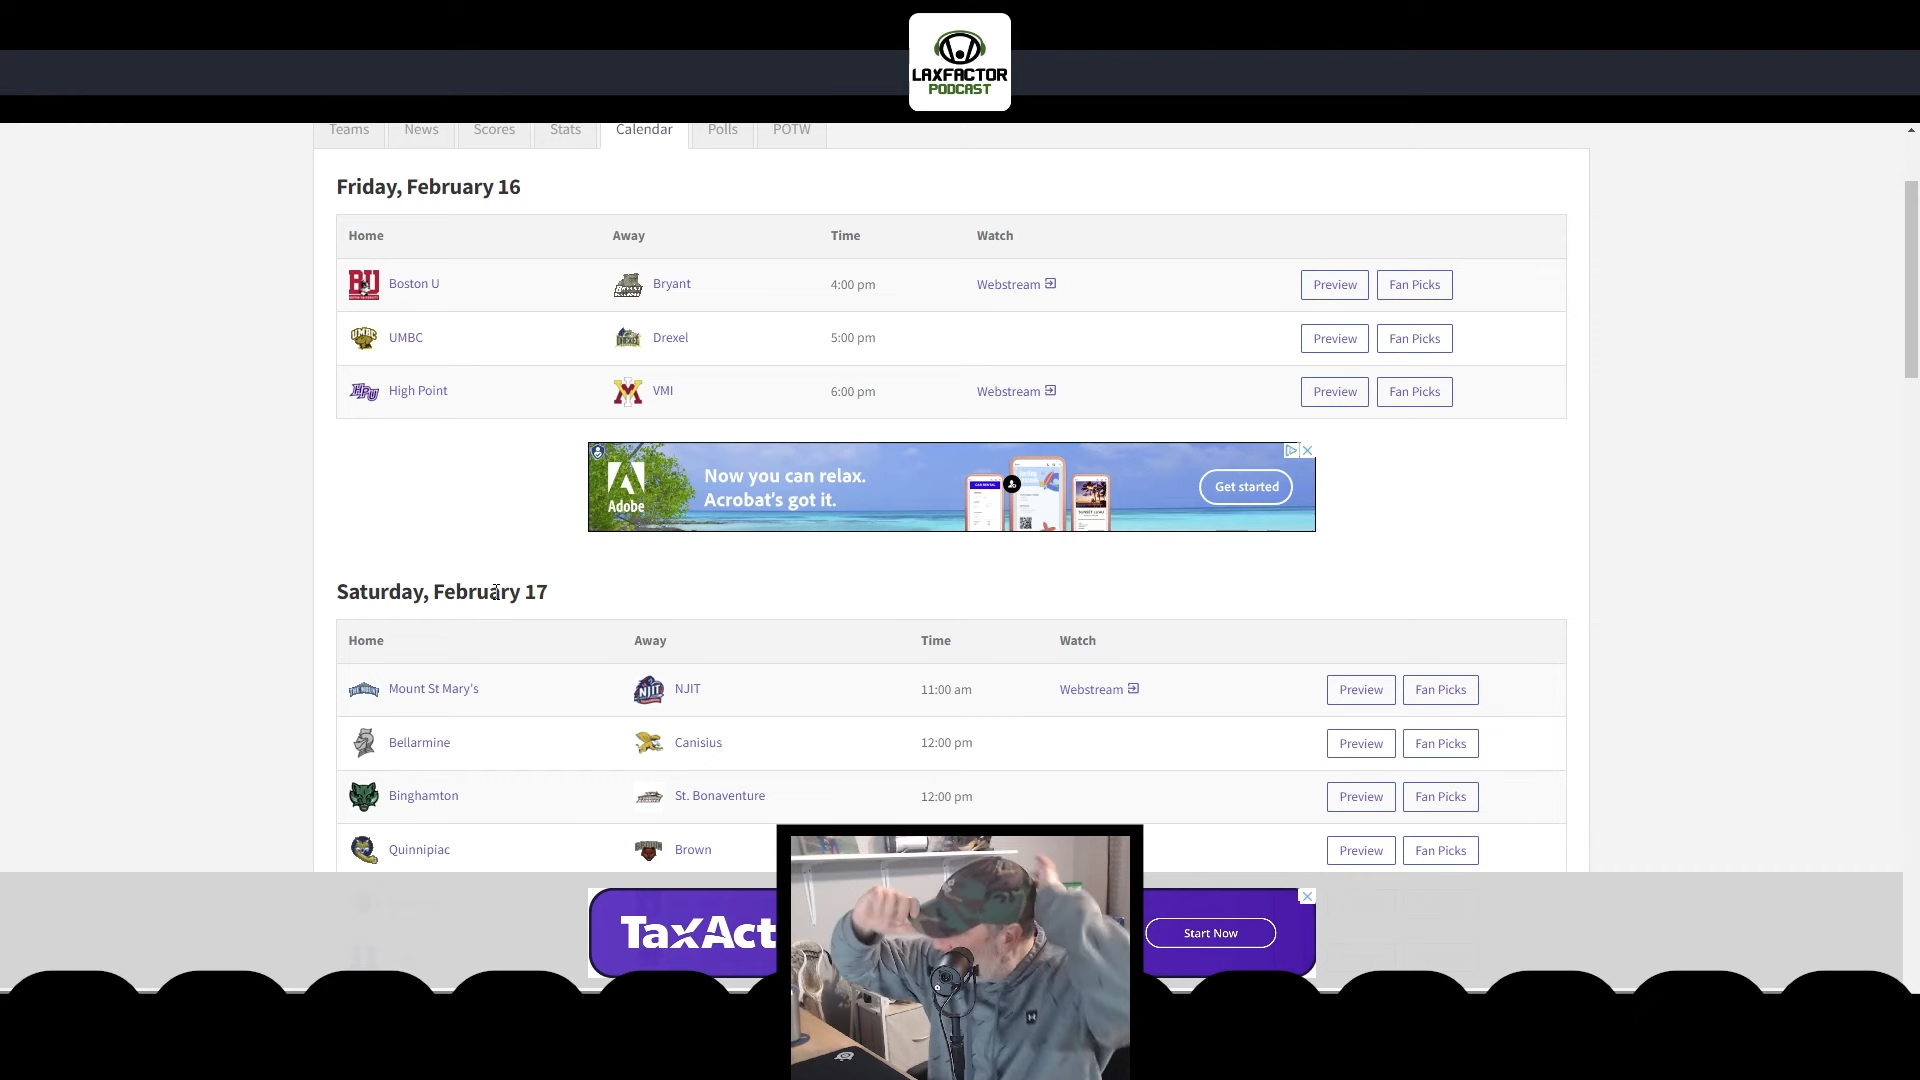 LAXFACTOR
PODCAST
Teams News Scores Stats Calendar Polls POTW
Friday, February 16
Home Away Time Watch
Boston U Bryant 4:00 pm Webstream Preview Fan Picks
UMBC Drexel 5:00 pm Preview Fan Picks
High Point VMI 6:00 pm Webstream Preview Fan Picks
Adobe
Now you can relax.
Acrobat's got it.
Get started
Saturday, February 17
Home Away Time Watch
Mount St Mary's NJIT 11:00 am Webstream Preview Fan Picks
Bellarmine Canisius 12:00 pm Preview Fan Picks
Binghamton St. Bonaventure 12:00 pm Preview Fan Picks
Quinnipiac Brown Preview Fan Picks
TaxAct Start Now